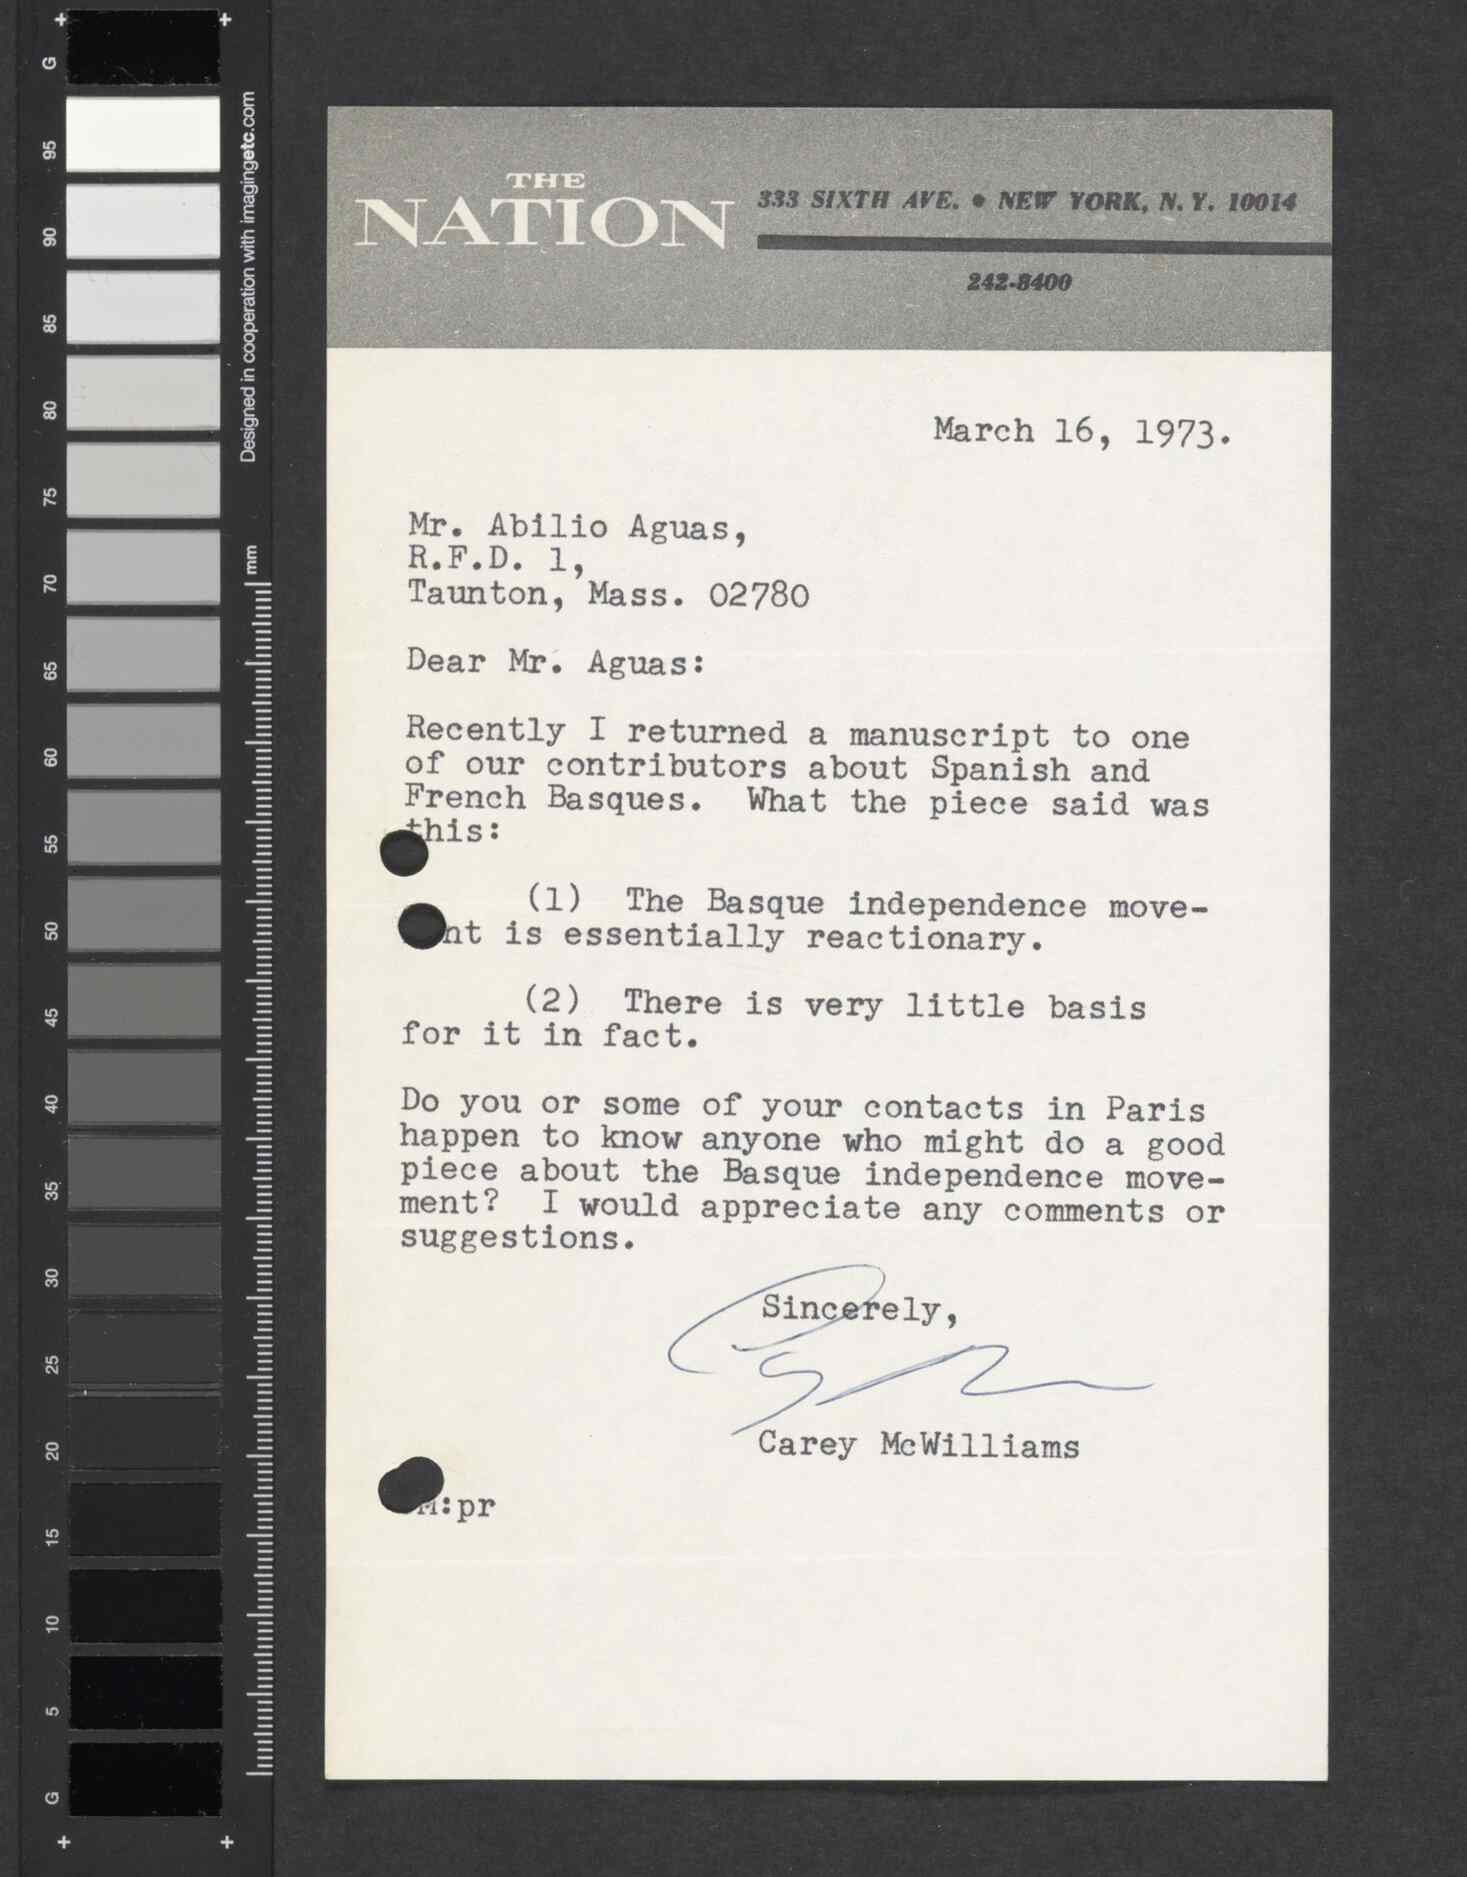 G
95
90
85
80
75
70
65
60
55
50
45
40
35
30
25
20
15
10
5
G
Designed in cooperation with imagingetc.com
mm
THE
NATION
333 SIXTH AVE. • NEW YORK, N. Y. 10014
242-8400
March 16, 1973.
Mr. Abilio Aguas,
R.F.D. 1,
Taunton, Mass. 02780
Dear Mr. Aguas:
Recently I returned a manuscript to one
of our contributors about Spanish and
French Basques. What the piece said was
this:
(1) The Basque independence move-
nt is essentially reactionary.
(2) There is very little basis
for it in fact.
Do you or some of your contacts in Paris
happen to know anyone who might do a good
piece about the Basque independence move-
ment? I would appreciate any comments or
suggestions.
Sincerely,
Carey McWilliams
M:pr